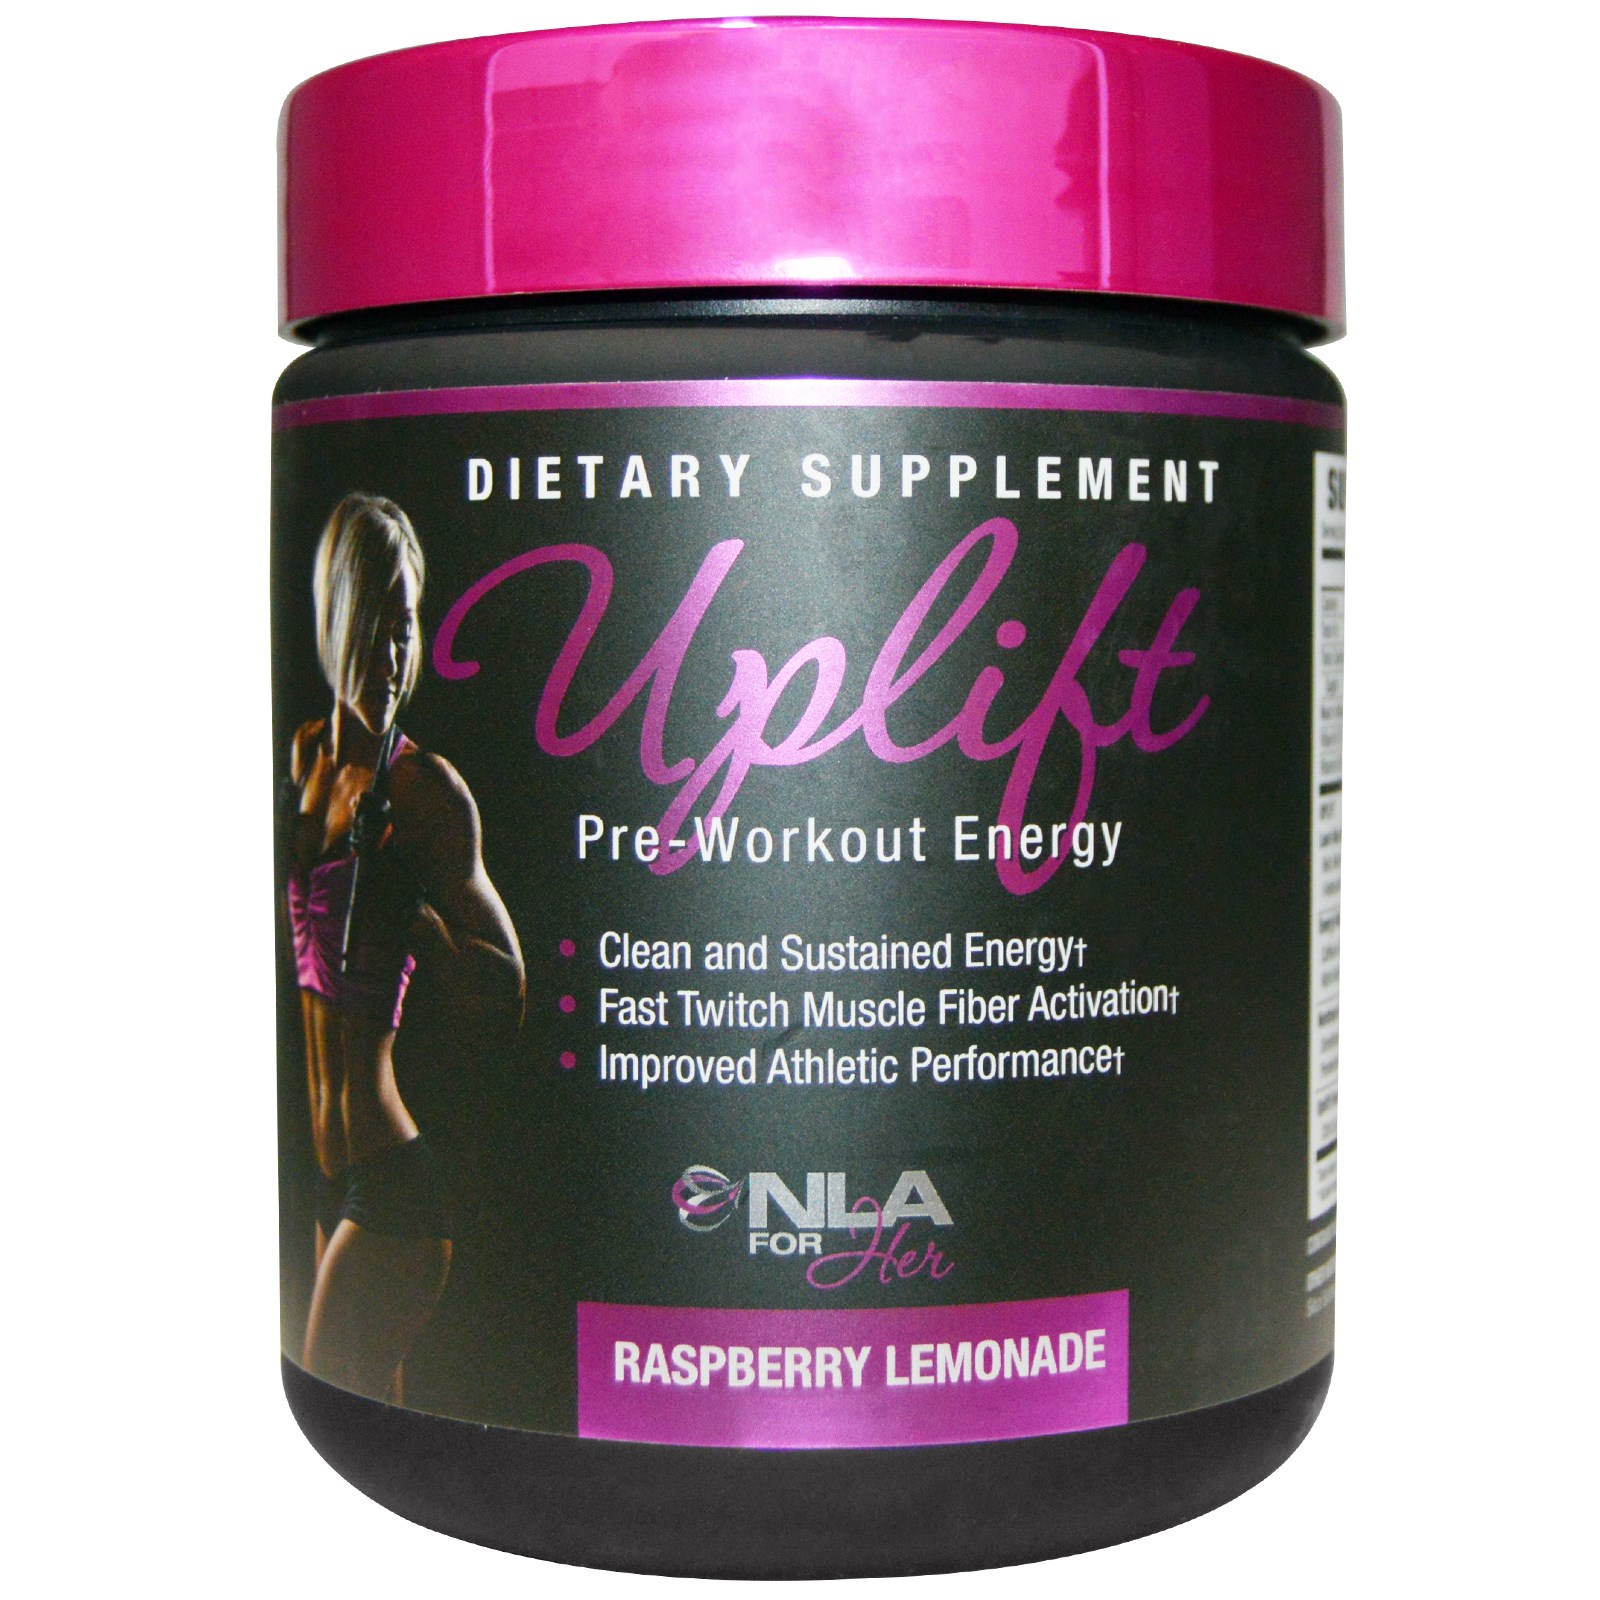 DIETARY SUPPLEMENT
Uplift
Pre-Workout Energy
• Clean and Sustained Energy†
• Fast Twitch Muscle Fiber Activation†
• Improved Athletic Performance†
NLA
FOR Her
RASPBERRY LEMONADE